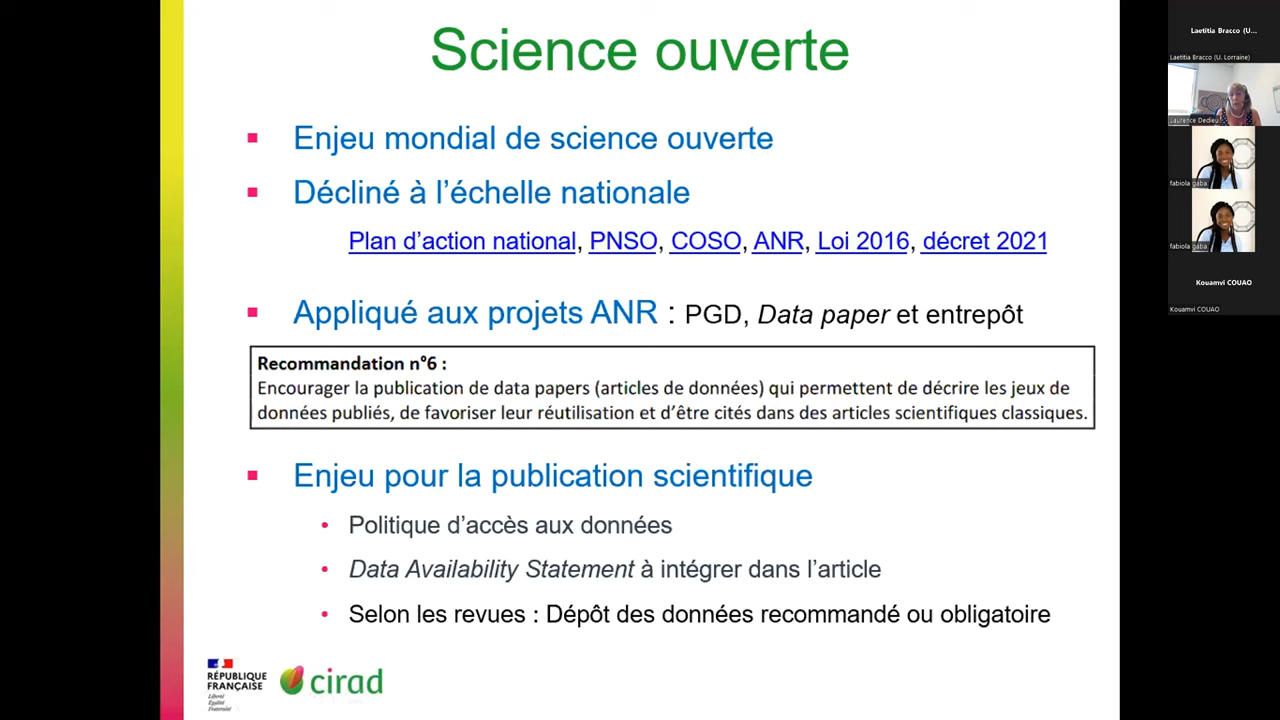 Science ouverte
Enjeu mondial de science ouverte
Décliné à l'échelle nationale
Plan d'action national, PNSO, COSO, ANR, Loi 2016, décret 2021
Appliqué aux projets ANR : PGD, Data paper et entrepôt
Recommandation n°6 :
Encourager la publication de data papers (articles de données) qui permettent de décrire les jeux de
données publiés, de favoriser leur réutilisation et d'être cités dans des articles scientifiques classiques.
Enjeu pour la publication scientifique
Politique d'accès aux données
Data Availability Statement à intégrer dans l'article
Selon les revues : Dépôt des données recommandé ou obligatoire
RÉPUBLIQUE
FRANÇAISE
Liberté
Égalité
Fraternité
cirad
Laetitia Bracco (U...
Laetitia Bracco (U. Lorraine)
Laurence Dedieu
fabiola gaba
fabiola gaba
Kouamvi COUAO
Kouamvi COUAO